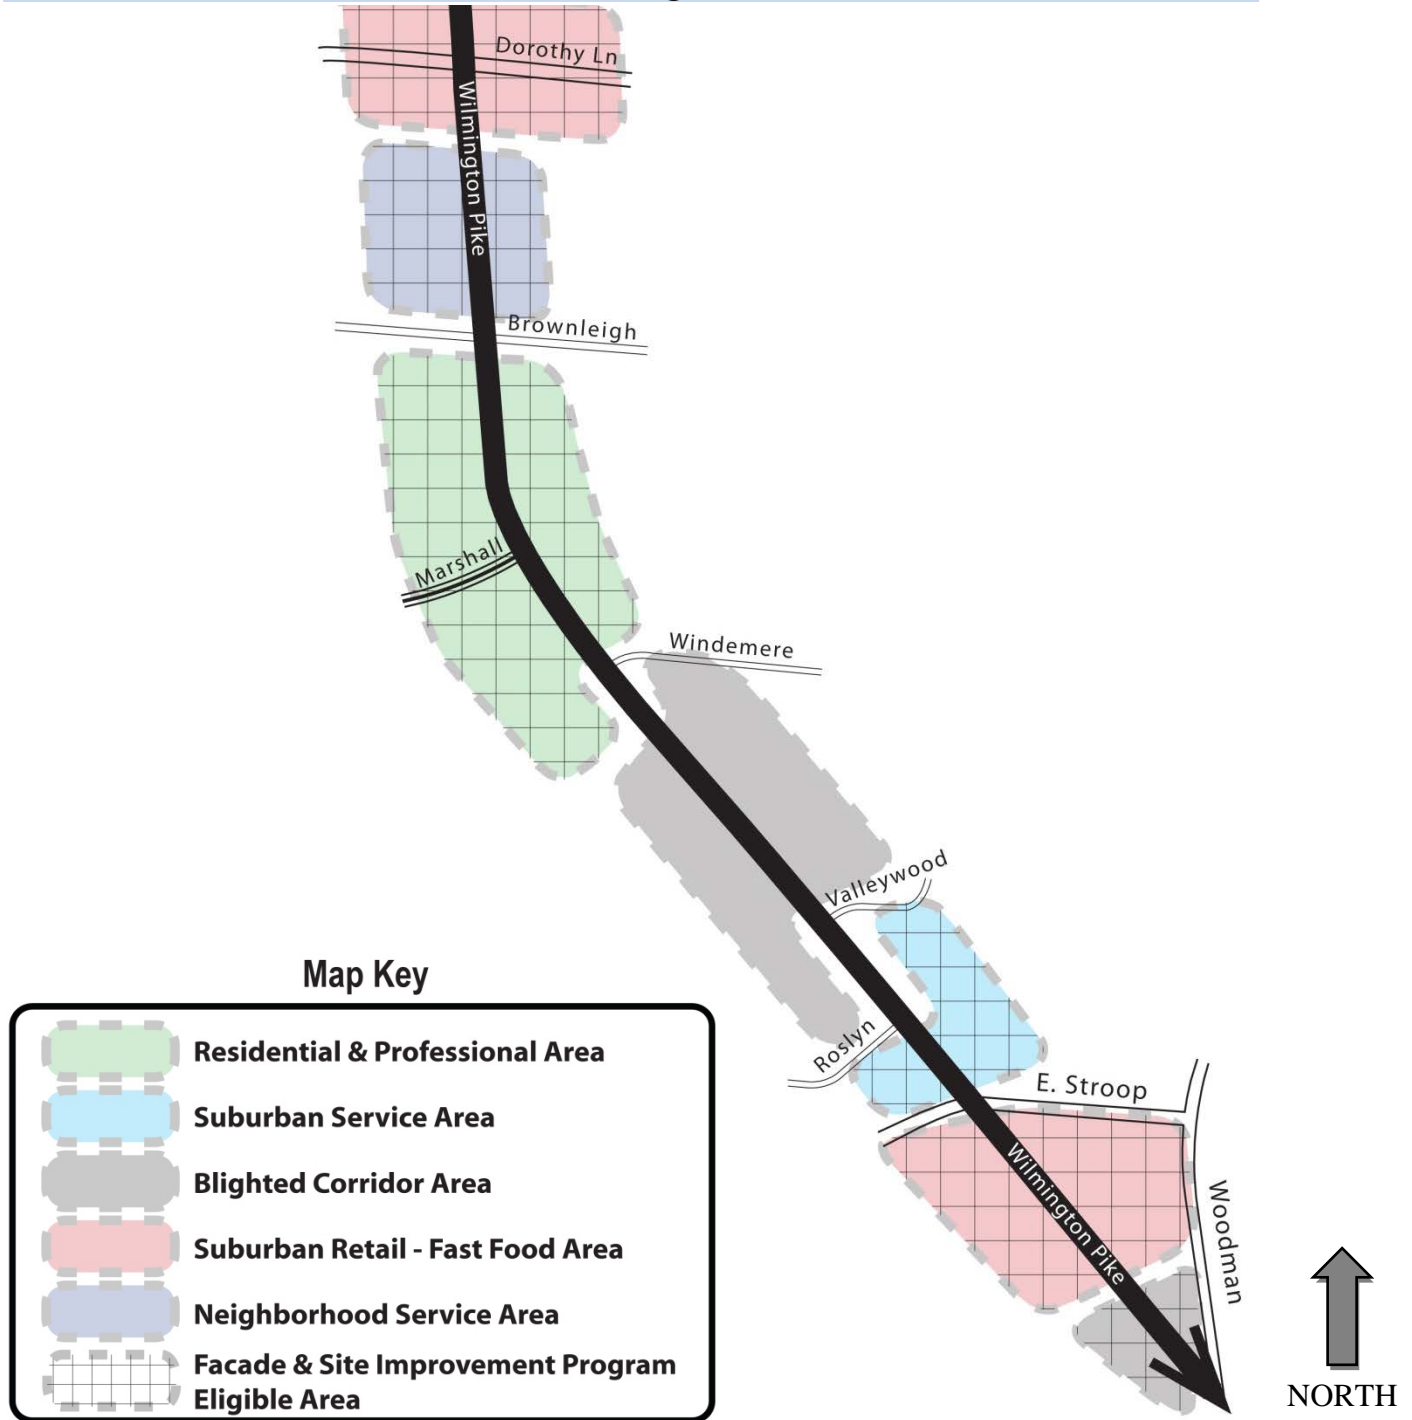 Dorothy Ln
Wilmington Pike
Brownleigh
Marshall
Windemere
Valleywood
Roslyn
E. Stroop
Wilmington Pike
Woodman
Map Key
Residential & Professional Area
Suburban Service Area
Blighted Corridor Area
Suburban Retail - Fast Food Area
Neighborhood Service Area
Facade & Site Improvement Program
Eligible Area
NORTH